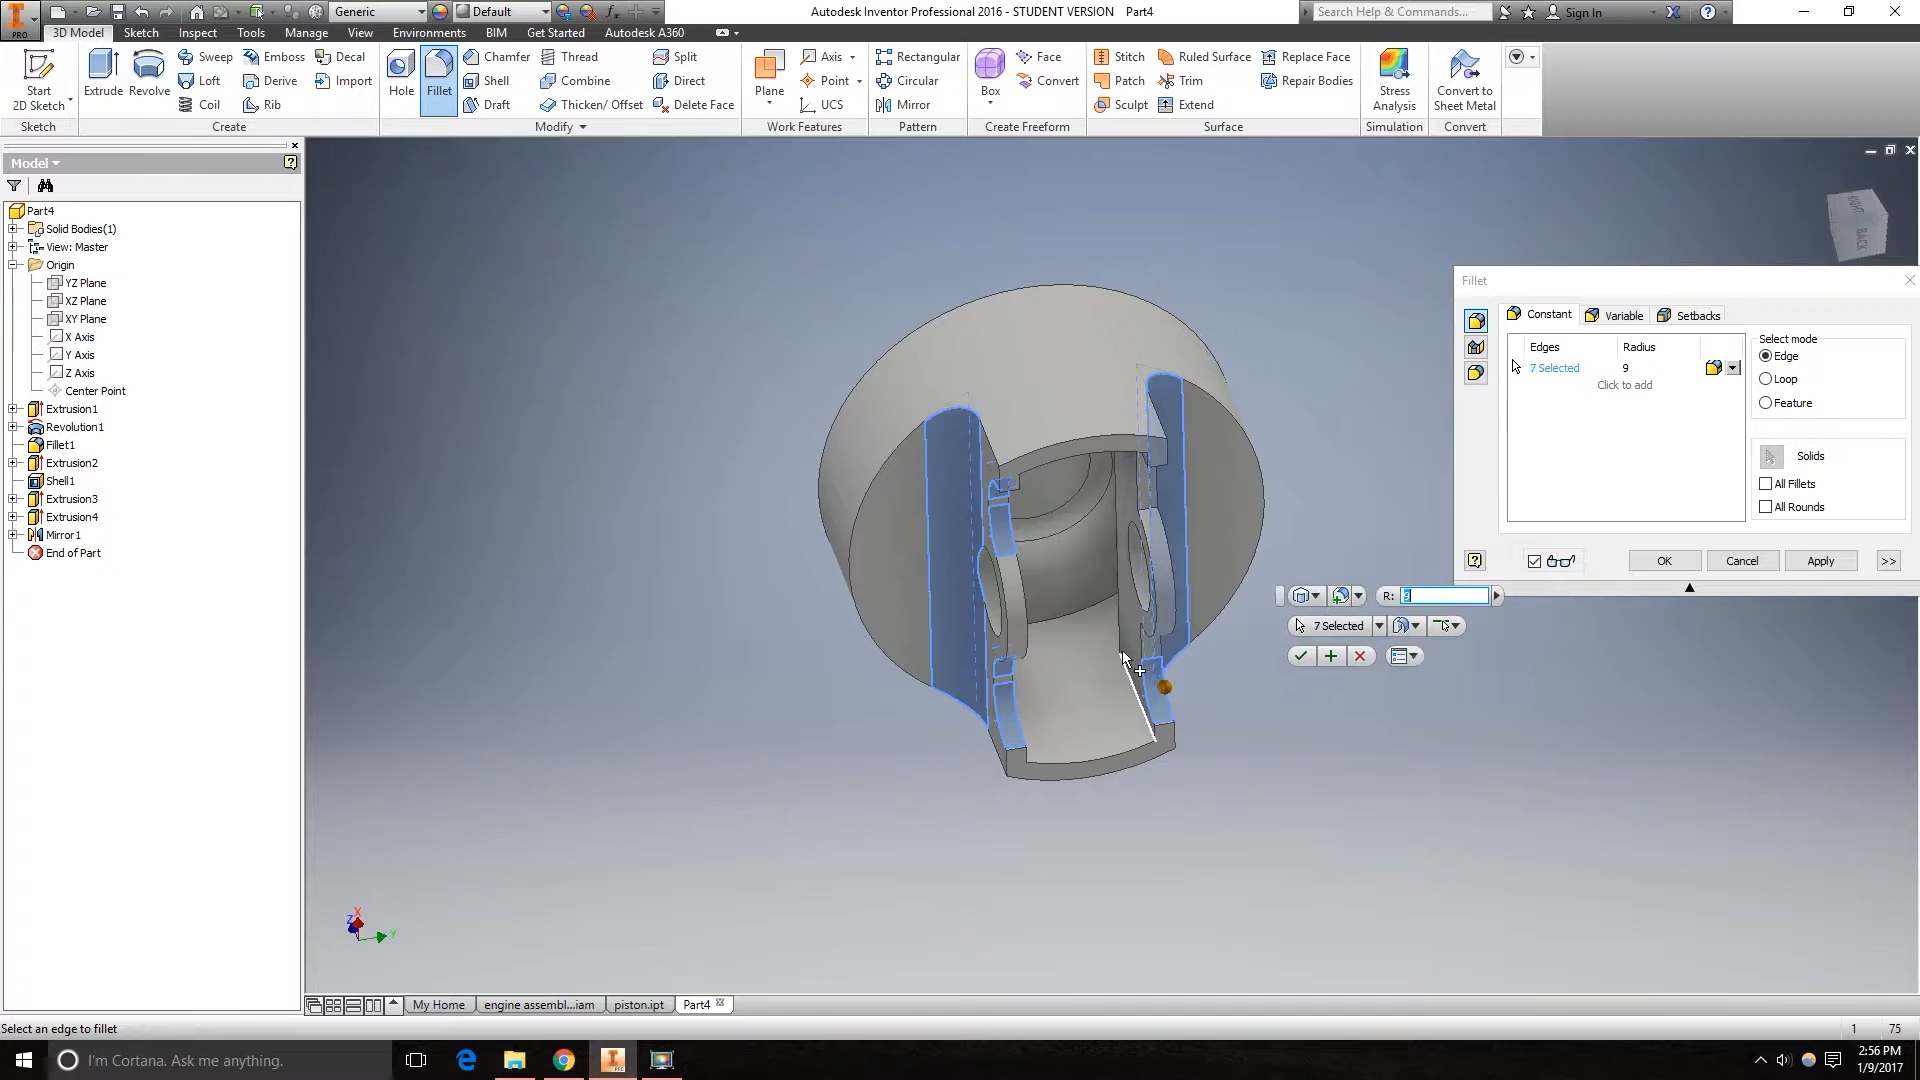 Generic
Default
Autodesk Inventor Professional 2016 - STUDENT VERSION Part4
Search Help & Commands...
Sign In
PRO
3D Model
Sketch
Inspect
Tools
Manage
View
Environments
BIM
Get Started
Autodesk A360
Start
2D Sketch
Sketch
Extrude
Revolve
Sweep
Loft
Coil
Emboss
Derive
Rib
Decal
Import
Create
Hole
Fillet
Chamfer
Shell
Draft
Thread
Combine
Thicken/ Offset
Split
Direct
Delete Face
Modify
Plane
Axis
Point
UCS
Work Features
Rectangular
Circular
Mirror
Pattern
Box
Face
Convert
Create Freeform
Stitch
Patch
Sculpt
Ruled Surface
Trim
Extend
Replace Face
Repair Bodies
Surface
Stress
Analysis
Simulation
Convert to
Sheet Metal
Convert
Model
Part4
Solid Bodies(1)
View: Master
Origin
YZ Plane
XZ Plane
XY Plane
X Axis
Y Axis
Z Axis
Center Point
Extrusion1
Revolution1
Fillet1
Extrusion2
Shell1
Extrusion3
Extrusion4
Mirror1
End of Part
RIGHT
BACK
Fillet
Constant
Variable
Setbacks
Edges
Radius
7 Selected
9
Click to add
Select mode
Edge
Loop
Feature
Solids
All Fillets
All Rounds
OK
Cancel
Apply
>>
R:
7 Selected
X
Z
Y
My Home
engine assembl...iam
piston.ipt
Part4
Select an edge to fillet
1
75
I'm Cortana. Ask me anything.
2:56 PM
1/9/2017